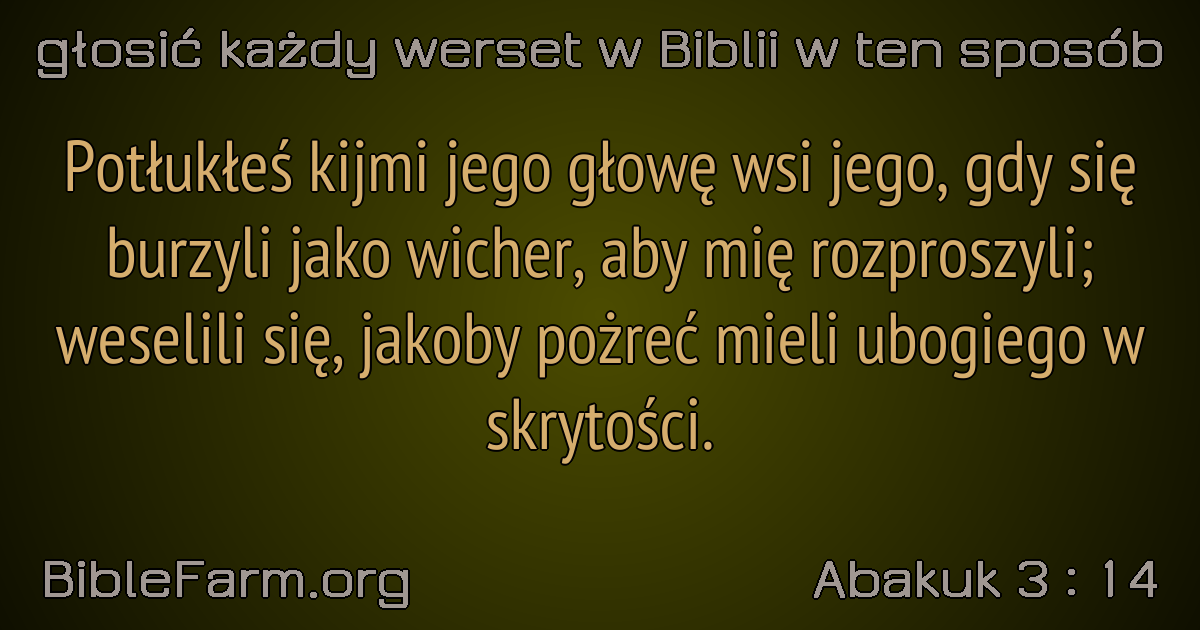 głosić każdy werset w Biblii w ten sposób
Potłukłeś kijmi jego głowę wsi jego, gdy się
burzyli jako wicher, aby mię rozproszyli;
weselili się, jakoby pożreć mieli ubogiego w
skrytości.
BibleFarm.org
Abakuk 3 : 14